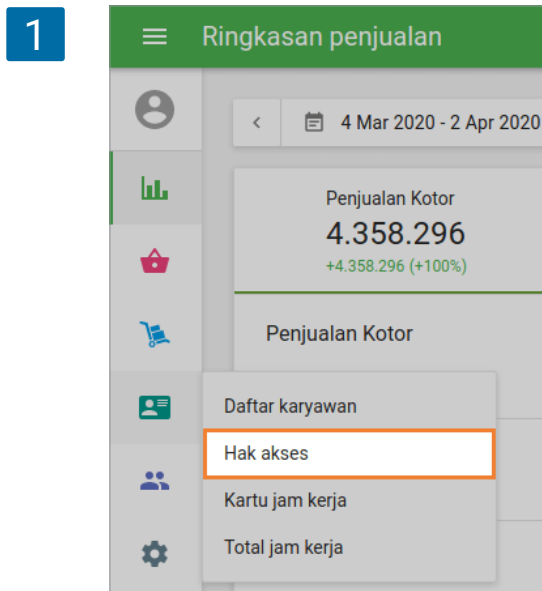 1
Ringkasan penjualan
4 Mar 2020 - 2 Apr 2020
Penjualan Kotor
4.358.296
+4.358.296 (+100%)
Penjualan Kotor
Daftar karyawan
Hak akses
Kartu jam kerja
Total jam kerja